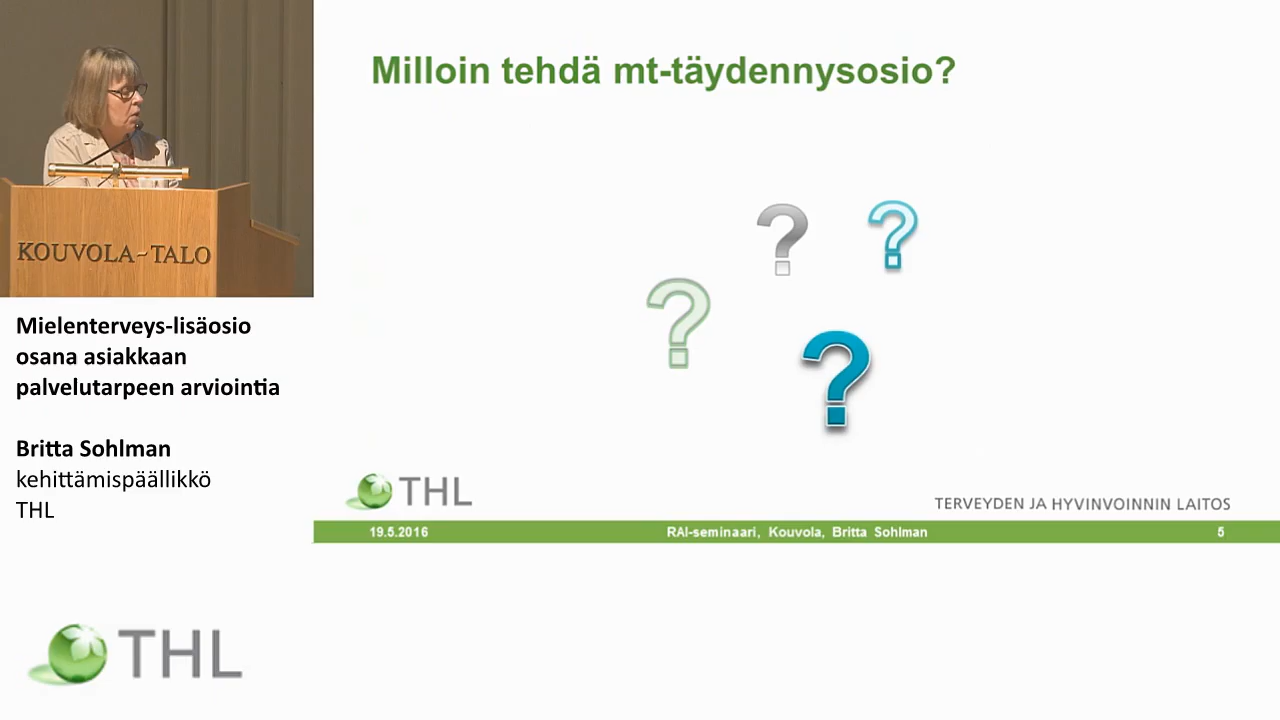 Milloin tehdä mt-täydennysosio?
KOUVOLA-TALO
Mielenterveys-lisäosio
osana asiakkaan
palvelutarpeen arviointia
Britta Sohlman
kehittämispäällikkö
THL
THL
TERVEYDEN JA HYVINVOINNIN LAITOS
19.5.2016 RAI-seminaari, Kouvola, Britta Sohlman 5
THL